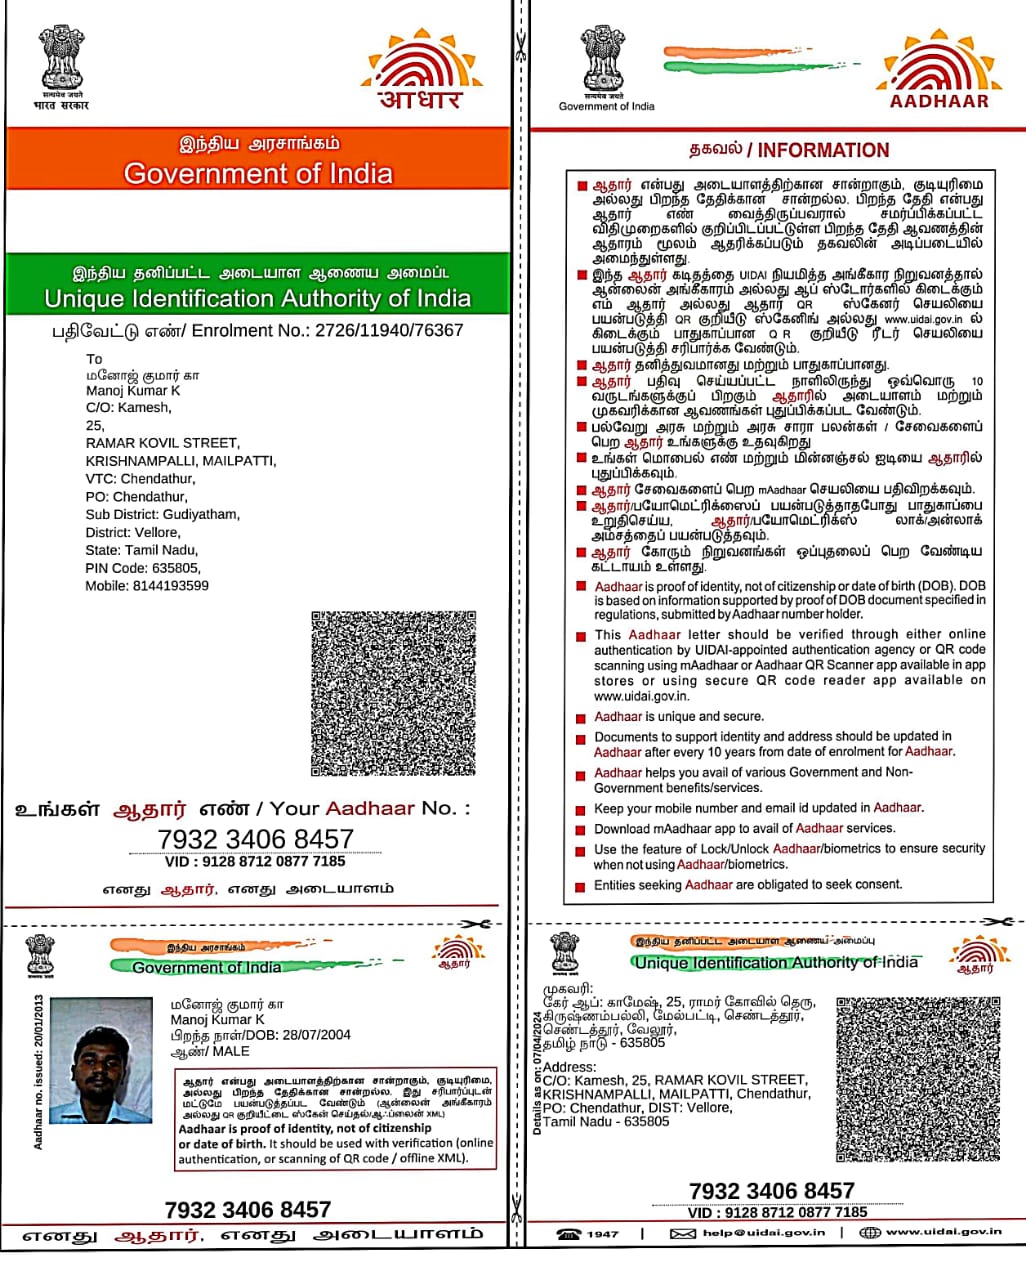 सत्यमेव जयते
भारत सरकार
आधार
இந்திய அரசாங்கம்
Government of India
இந்திய தனிப்பட்ட அடையாள ஆணைய அமைப்பு
Unique Identification Authority of India
பதிவேட்டு எண்/ Enrolment No.: 2726/11940/76367
To
மனோஜ் குமார் கா
Manoj Kumar K
C/O: Kamesh,
25,
RAMAR KOVIL STREET,
KRISHNAMPALLI, MAILPATTI,
VTC: Chendathur,
PO: Chendathur,
Sub District: Gudiyatham,
District: Vellore,
State: Tamil Nadu,
PIN Code: 635805,
Mobile: 8144193599
உங்கள் ஆதார் எண் / Your Aadhaar No. :
7932 3406 8457
VID : 9128 8712 0877 7185
எனது ஆதார், எனது அடையாளம்
सत्यमेव जयते
Government of India
AADHAAR
தகவல் / INFORMATION
ஆதார் என்பது அடையாளத்திற்கான சான்றாகும், குடியுரிமை
அல்லது பிறந்த தேதிக்கான சான்றல்ல. பிறந்த தேதி என்பது
ஆதார் எண் வைத்திருப்பவரால் சமர்ப்பிக்கப்பட்ட
விதிமுறைகளில் குறிப்பிடப்பட்டுள்ள பிறந்த தேதி ஆவணத்தின்
ஆதாரம் மூலம் ஆதரிக்கப்படும் தகவலின் அடிப்படையில்
அமைந்துள்ளது.
இந்த ஆதார் கடிதத்தை UIDAI நியமித்த அங்கீகார நிறுவனத்தால்
ஆன்லைன் அங்கீகாரம் அல்லது ஆப் ஸ்டோர்களில் கிடைக்கும்
எம் ஆதார் அல்லது ஆதார் QR ஸ்கேனர் செயலியை
பயன்படுத்தி QR குறியீடு ஸ்கேனிங் அல்லது www.uidai.gov.in ல்
கிடைக்கும் பாதுகாப்பான Q R குறியீடு ரீடர் செயலியை
பயன்படுத்தி சரிபார்க்க வேண்டும்.
ஆதார் தனித்துவமானது மற்றும் பாதுகாப்பானது.
ஆதார் பதிவு செய்யப்பட்ட நாளிலிருந்து ஒவ்வொரு 10
வருடங்களுக்குப் பிறகும் ஆதாரில் அடையாளம் மற்றும்
முகவரிக்கான ஆவணங்கள் புதுப்பிக்கப்பட வேண்டும்.
பல்வேறு அரசு மற்றும் அரசு சாரா பலன்கள் / சேவைகளைப்
பெற ஆதார் உங்களுக்கு உதவுகிறது
உங்கள் மொபைல் எண் மற்றும் மின்னஞ்சல் ஐடியை ஆதாரில்
புதுப்பிக்கவும்.
ஆதார் சேவைகளைப் பெற mAadhaar செயலியை பதிவிறக்கவும்.
ஆதார்/பயோமெட்ரிக்ஸைப் பயன்படுத்தாதபோது பாதுகாப்பை
உறுதிசெய்ய, ஆதார்/பயோமெட்ரிக்ஸ் லாக்/அன்லாக்
அம்சத்தைப் பயன்படுத்தவும்.
ஆதார் கோரும் நிறுவனங்கள் ஒப்புதலைப் பெற வேண்டிய
கட்டாயம் உள்ளது.
Aadhaar is proof of identity, not of citizenship or date of birth (DOB). DOB
is based on information supported by proof of DOB document specified in
regulations, submitted by Aadhaar number holder.
This Aadhaar letter should be verified through either online
authentication by UIDAI-appointed authentication agency or QR code
scanning using mAadhaar or Aadhaar QR Scanner app available in app
stores or using secure QR code reader app available on
www.uidai.gov.in.
Aadhaar is unique and secure.
Documents to support identity and address should be updated in
Aadhaar after every 10 years from date of enrolment for Aadhaar.
Aadhaar helps you avail of various Government and Non-
Government benefits/services.
Keep your mobile number and email id updated in Aadhaar.
Download mAadhaar app to avail of Aadhaar services.
Use the feature of Lock/Unlock Aadhaar/biometrics to ensure security
when not using Aadhaar/biometrics.
Entities seeking Aadhaar are obligated to seek consent.
இந்திய அரசாங்கம்
Government of India
ஆதார்
Aadhaar no. issued: 20/01/2013
மனோஜ் குமார் கா
Manoj Kumar K
பிறந்த நாள்/DOB: 28/07/2004
ஆண்/ MALE
ஆதார் என்பது அடையாளத்திற்கான சான்றாகும், குடியுரிமை,
அல்லது பிறந்த தேதிக்கான சான்றல்ல. இது சரிபார்ப்புடன்
மட்டுமே பயன்படுத்தப்பட வேண்டும் (ஆன்லைன் அங்கீகாரம்
அல்லது QR குறியீட்டை ஸ்கேன் செய்தல்/ஆஃப்லைன் XML)
Aadhaar is proof of identity, not of citizenship
or date of birth. It should be used with verification (online
authentication, or scanning of QR code / offline XML).
7932 3406 8457
எனது ஆதார், எனது அடையாளம்
இந்திய தனிப்பட்ட அடையாள ஆணைய அமைப்பு
Unique Identification Authority of India
ஆதார்
Details as on: 07/04/2024
முகவரி:
கேர் ஆப்: காமேஷ், 25, ராமர் கோவில் தெரு,
கிருஷ்ணம்பல்லி, மேல்பட்டி, செண்டத்தூர்,
செண்டத்தூர், வேலூர்,
தமிழ் நாடு - 635805
Address:
C/O: Kamesh, 25, RAMAR KOVIL STREET,
KRISHNAMPALLI, MAILPATTI, Chendathur,
PO: Chendathur, DIST: Vellore,
Tamil Nadu - 635805
7932 3406 8457
VID : 9128 8712 0877 7185
1947 | help@uidai.gov.in | www.uidai.gov.in